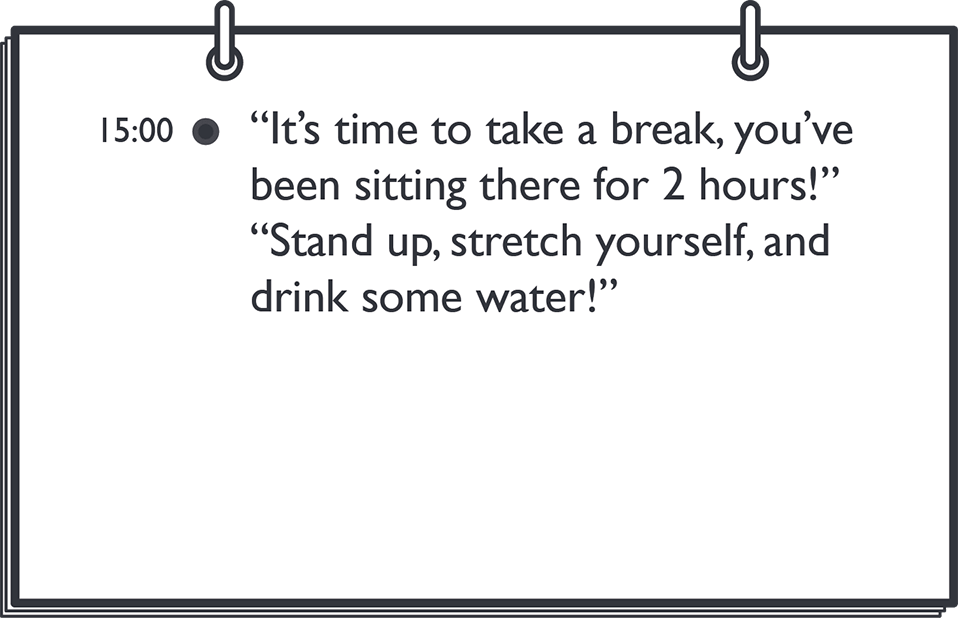 15:00 “It’s time to take a break, you’ve
been sitting there for 2 hours!”
“Stand up, stretch yourself, and
drink some water!”